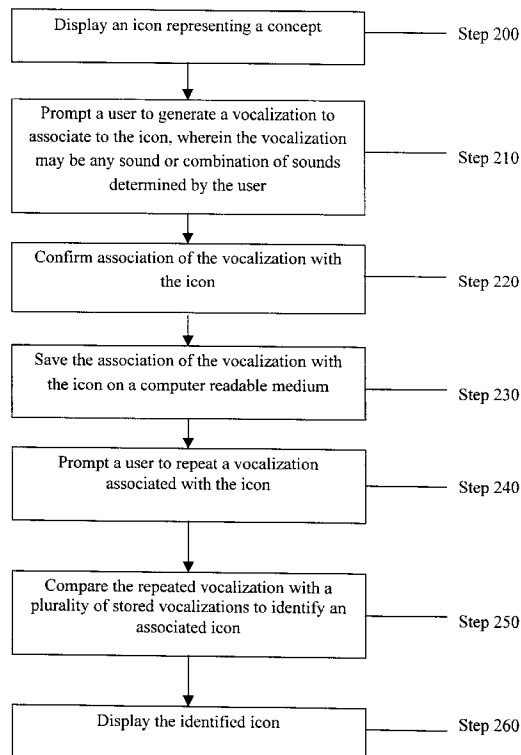 Display an icon representing a concept
Step 200
Prompt a user to generate a vocalization to
associate to the icon, wherein the vocalization
may be any sound or combination of sounds
determined by the user
Step 210
Confirm association of the vocalization with
the icon
Step 220
Save the association of the vocalization with
the icon on a computer readable medium
Step 230
Prompt a user to repeat a vocalization
associated with the icon
Step 240
Compare the repeated vocalization with a
plurality of stored vocalizations to identify an
associated icon
Step 250
Display the identified icon
Step 260